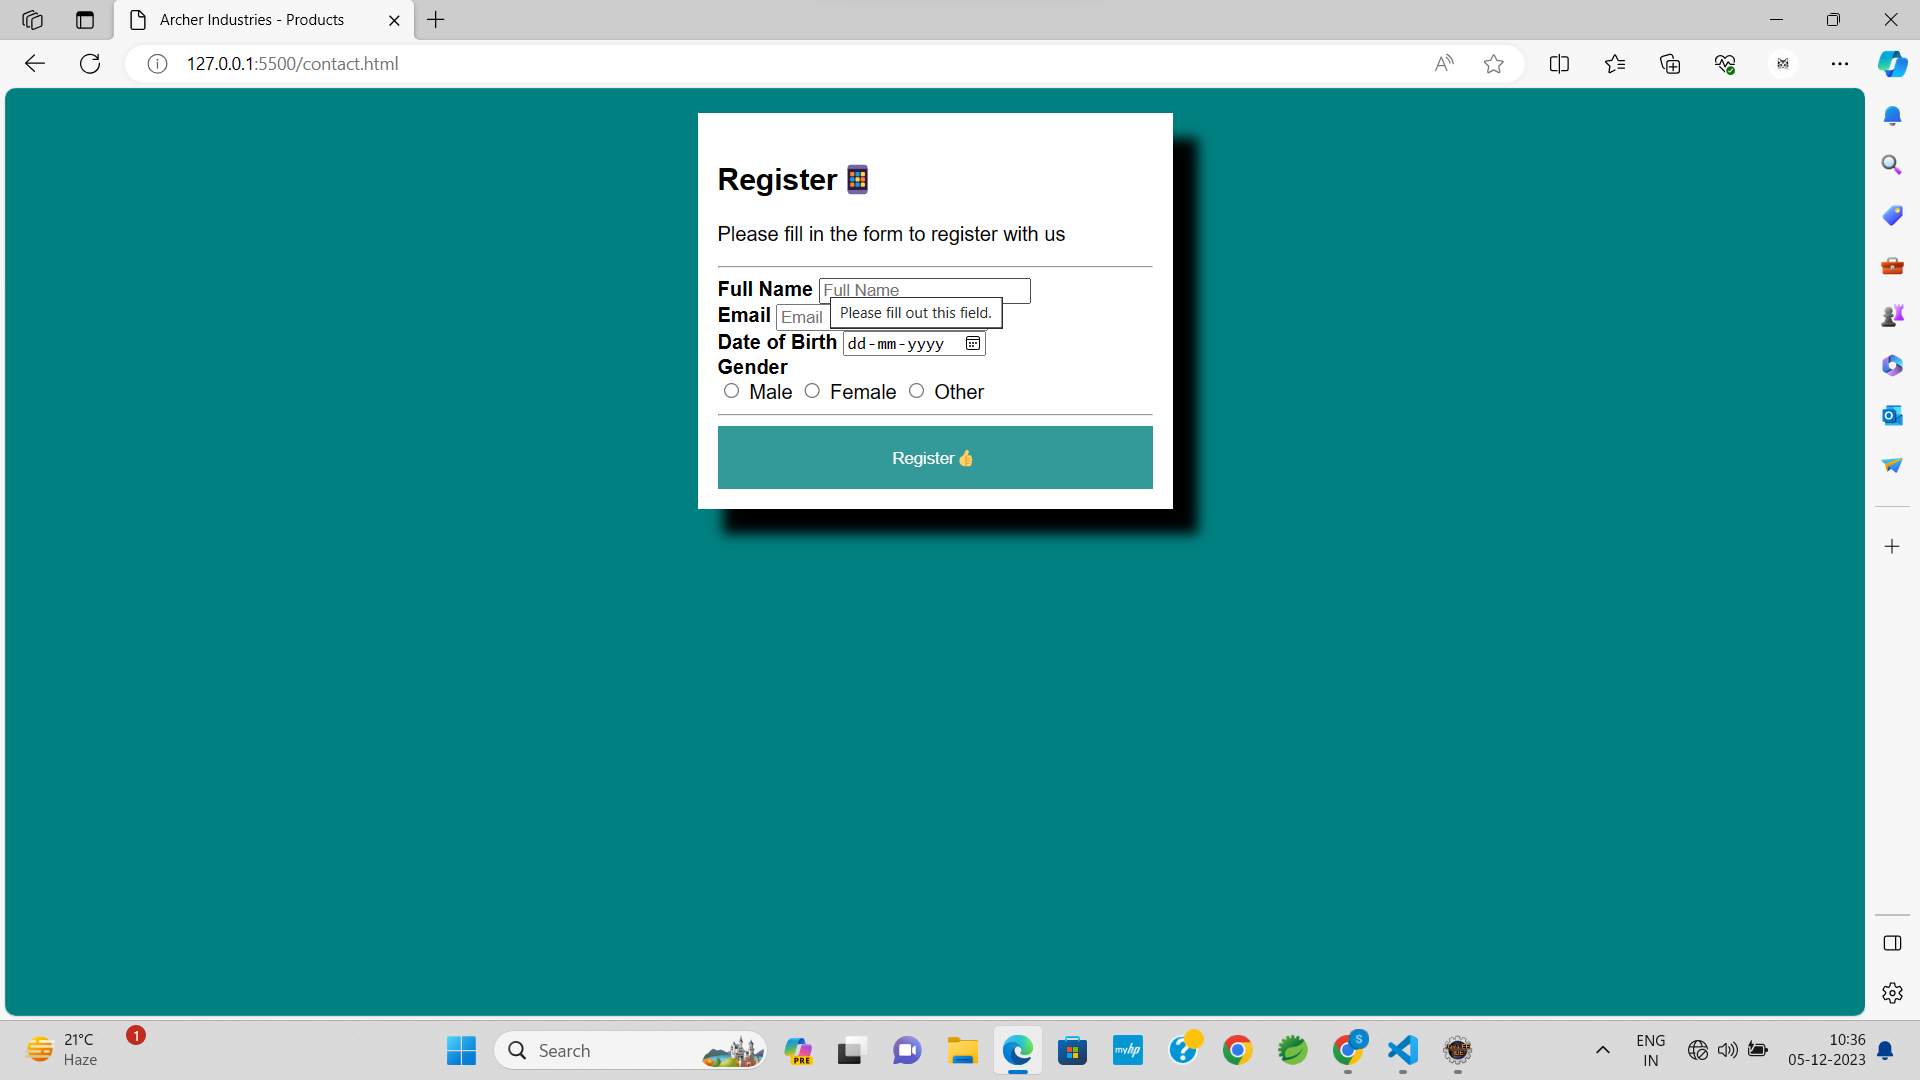 Archer Industries - Products
127.0.0.1:5500/contact.html
Register
Please fill in the form to register with us
Full Name Full Name
Please fill out this field.
Email Email
Date of Birth dd-mm-yyyy
Gender
Male Female Other
Register
21°C
Haze
1
Search
PRE
myhp
S
ENG
IN
10:36
05-12-2023